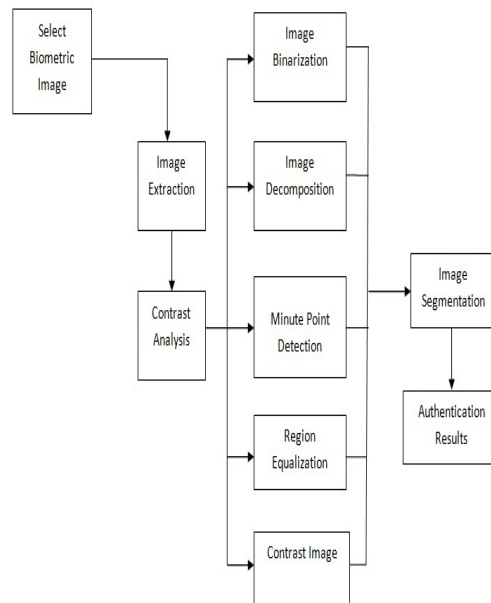 Select
Biometric
Image
Image
Extraction
Contrast
Analysis
Image
Binarization
Image
Decomposition
Minute Point
Detection
Region
Equalization
Contrast Image
Image
Segmentation
Authentication
Results